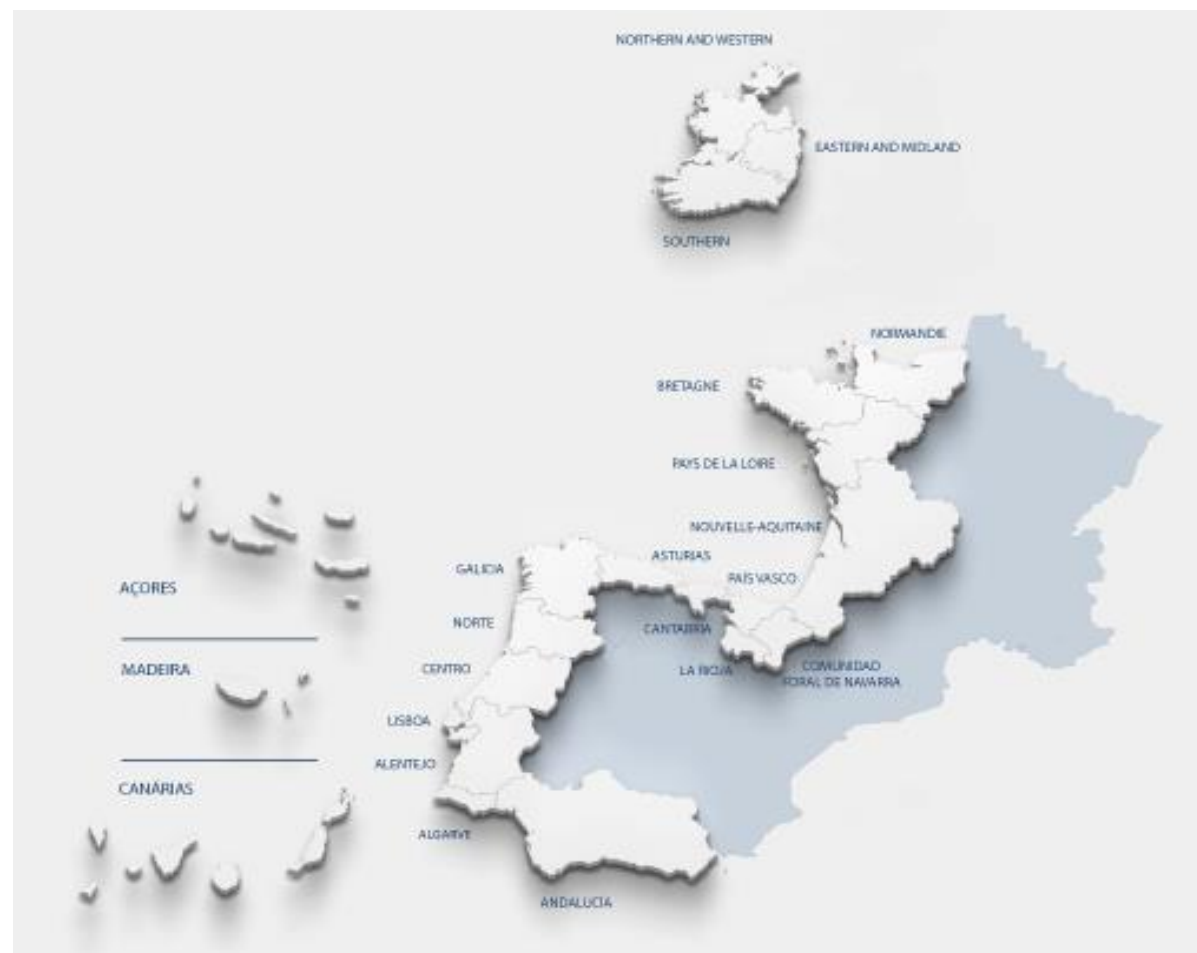 NORTHERN AND WESTERN
EASTERN AND MIDLAND
SOUTHERN
NORMANDIE
BRETAGNE
PAYS DE LA LOIRE
NOUVELLE-AQUITAINE
ASTURIAS
GALICIA
PAÍS VASCO
AÇORES
NORTE
CANTABRIA
MADEIRA
CENTRO
LA RIOJA
COMUNIDAD
FORAL DE NAVARRA
LISBOA
ALENTEJO
CANÁRIAS
ALGARVE
ANDALUCIA